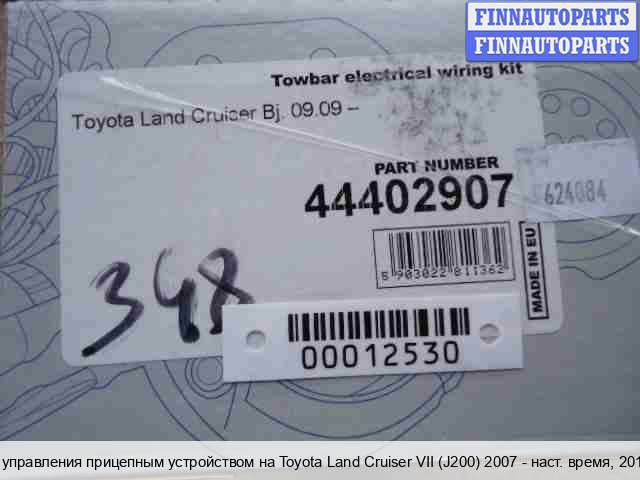 FINNAUTOPARTS
FINNAUTOPARTS
Towbar electrical wiring kit
Toyota Land Cruiser Bj. 09.09 –
PART NUMBER
44402907
624084
5 903022 811362
MADE IN EU
348
00012530
управления прицепным устройством на Toyota Land Cruiser VII (J200) 2007 - наст. время, 201